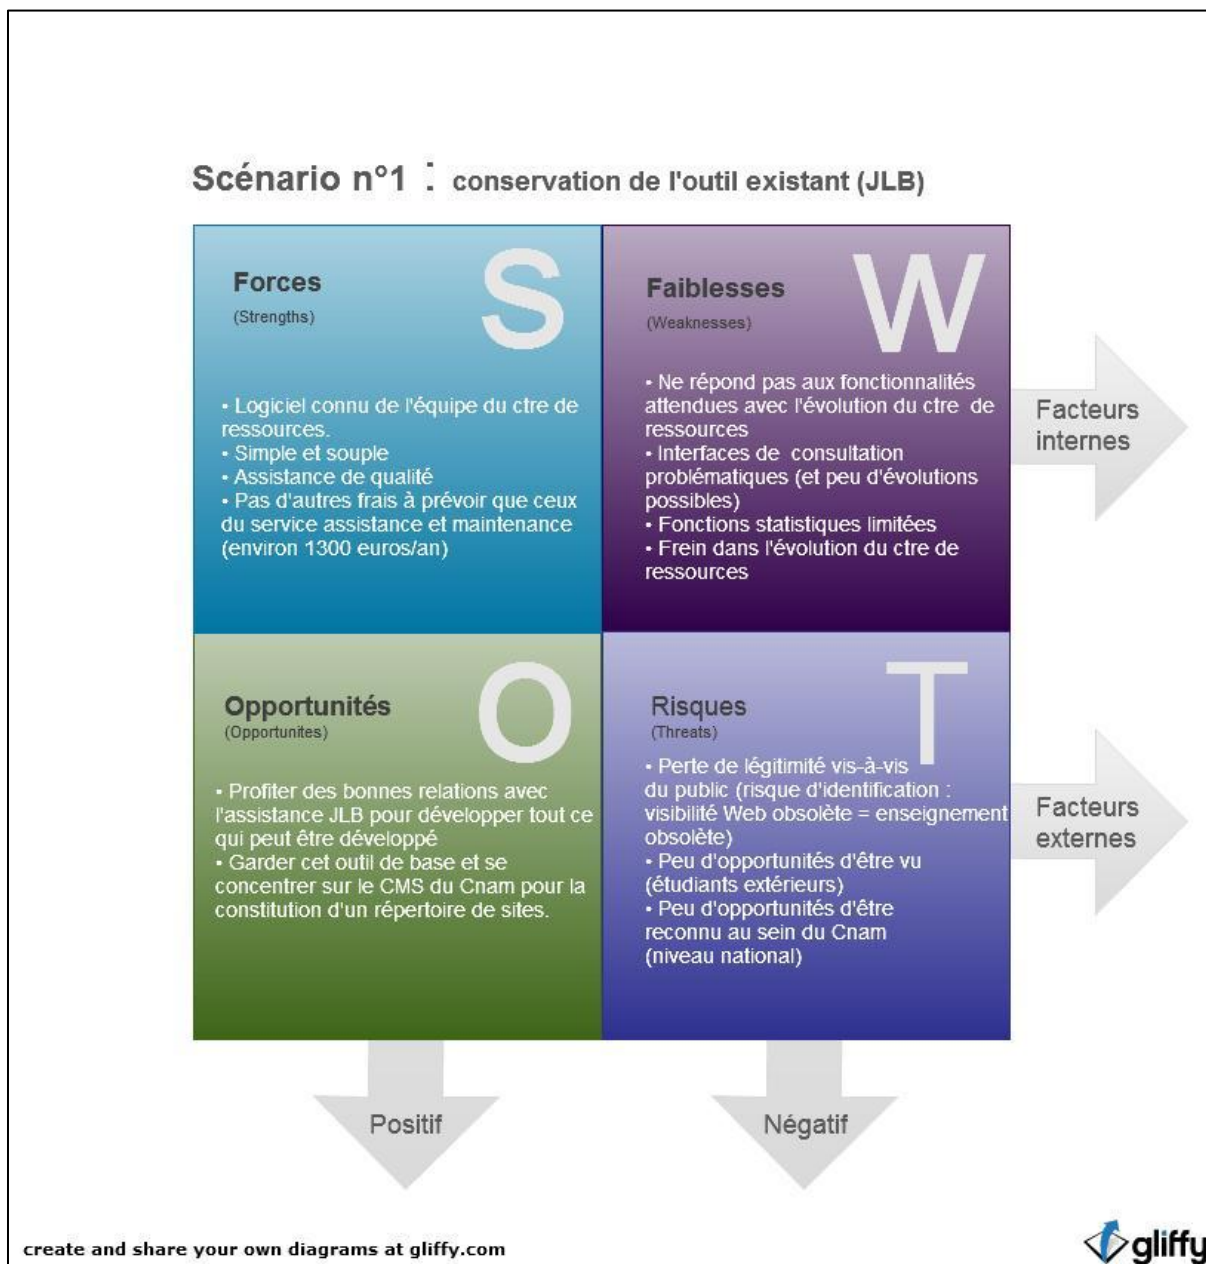 Scénario n°1 : conservation de l'outil existant (JLB)
Forces
(Strengths)
S
• Logiciel connu de l'équipe du ctre de
ressources.
• Simple et souple
• Assistance de qualité
• Pas d'autres frais à prévoir que ceux
du service assistance et maintenance
(environ 1300 euros/an)
Faiblesses
(Weaknesses)
W
• Ne répond pas aux fonctionnalités
attendues avec l'évolution du ctre de
ressources
• Interfaces de consultation
problématiques (et peu d'évolutions
possibles)
• Fonctions statistiques limitées
• Frein dans l'évolution du ctre de
ressources
Facteurs
internes
Opportunités
(Opportunites)
O
• Profiter des bonnes relations avec
l'assistance JLB pour développer tout ce
qui peut être développé
• Garder cet outil de base et se
concentrer sur le CMS du Cnam pour la
constitution d'un répertoire de sites.
Risques
(Threats)
T
• Perte de légitimité vis-à-vis
du public (risque d'identification :
visibilité Web obsolète = enseignement
obsolète)
• Peu d'opportunités d'être vu
(étudiants extérieurs)
• Peu d'opportunités d'être
reconnu au sein du Cnam
(niveau national)
Facteurs
externes
Positif
Négatif
create and share your own diagrams at gliffy.com
gliffy